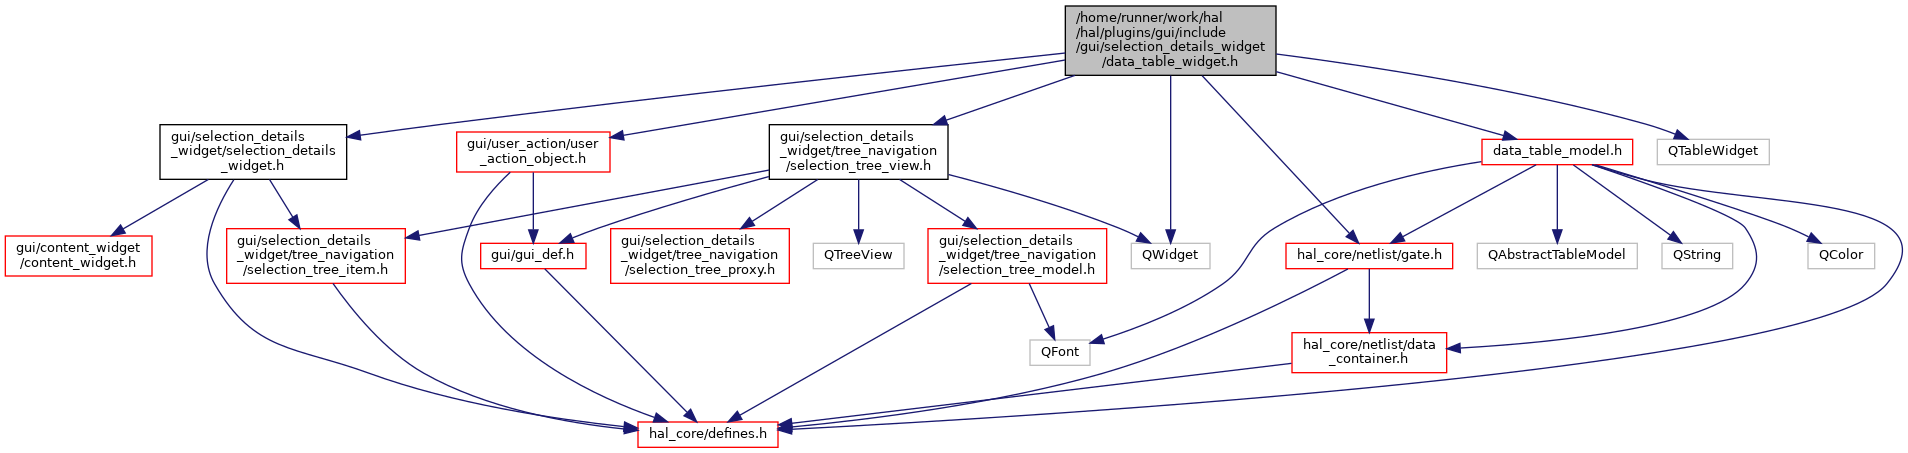 /home/runner/work/hal
/hal/plugins/gui/include
/gui/selection_details_widget
/data_table_widget.h
gui/selection_details
_widget/selection_details
_widget.h
gui/user_action/user
_action_object.h
gui/selection_details
_widget/tree_navigation
/selection_tree_view.h
data_table_model.h
QTableWidget
gui/content_widget
/content_widget.h
gui/selection_details
_widget/tree_navigation
/selection_tree_item.h
gui/gui_def.h
gui/selection_details
_widget/tree_navigation
/selection_tree_proxy.h
QTreeView
gui/selection_details
_widget/tree_navigation
/selection_tree_model.h
QWidget
hal_core/netlist/gate.h
QAbstractTableModel
QString
QColor
QFont
hal_core/netlist/data
_container.h
hal_core/defines.h